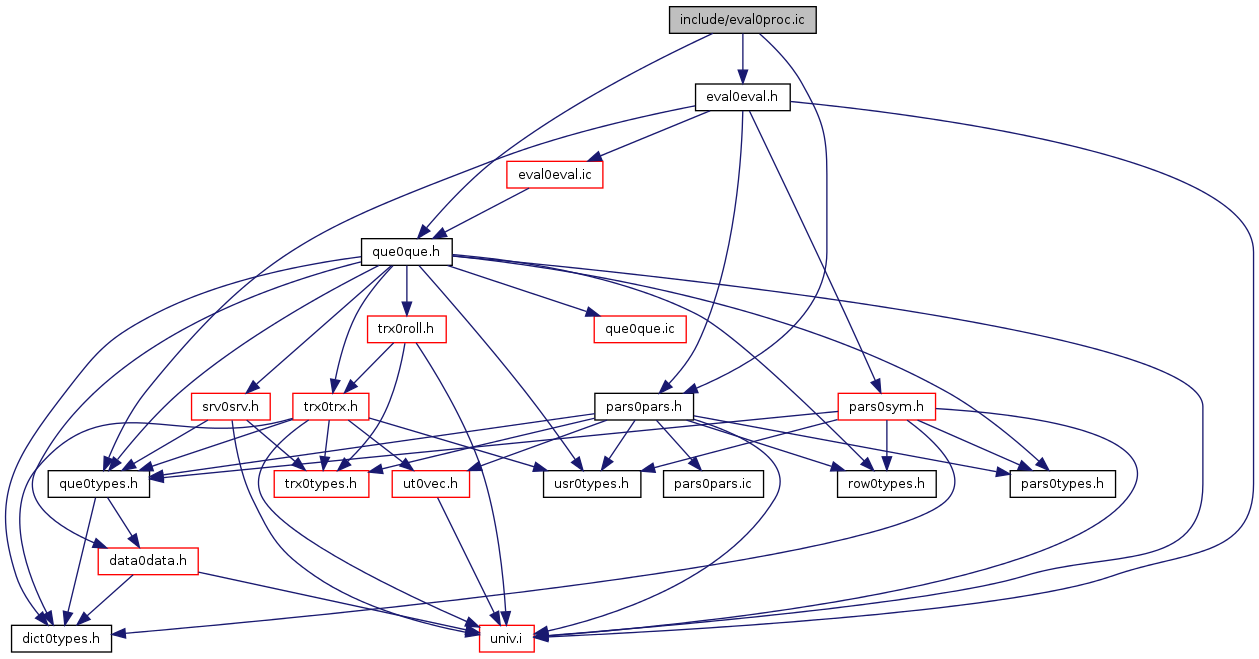 include/eval0proc.ic
eval0eval.h
eval0eval.ic
que0que.h
trx0roll.h
que0que.ic
srv0srv.h
trx0trx.h
pars0pars.h
pars0sym.h
que0types.h
trx0types.h
ut0vec.h
usr0types.h
pars0pars.ic
row0types.h
pars0types.h
data0data.h
dict0types.h
univ.i